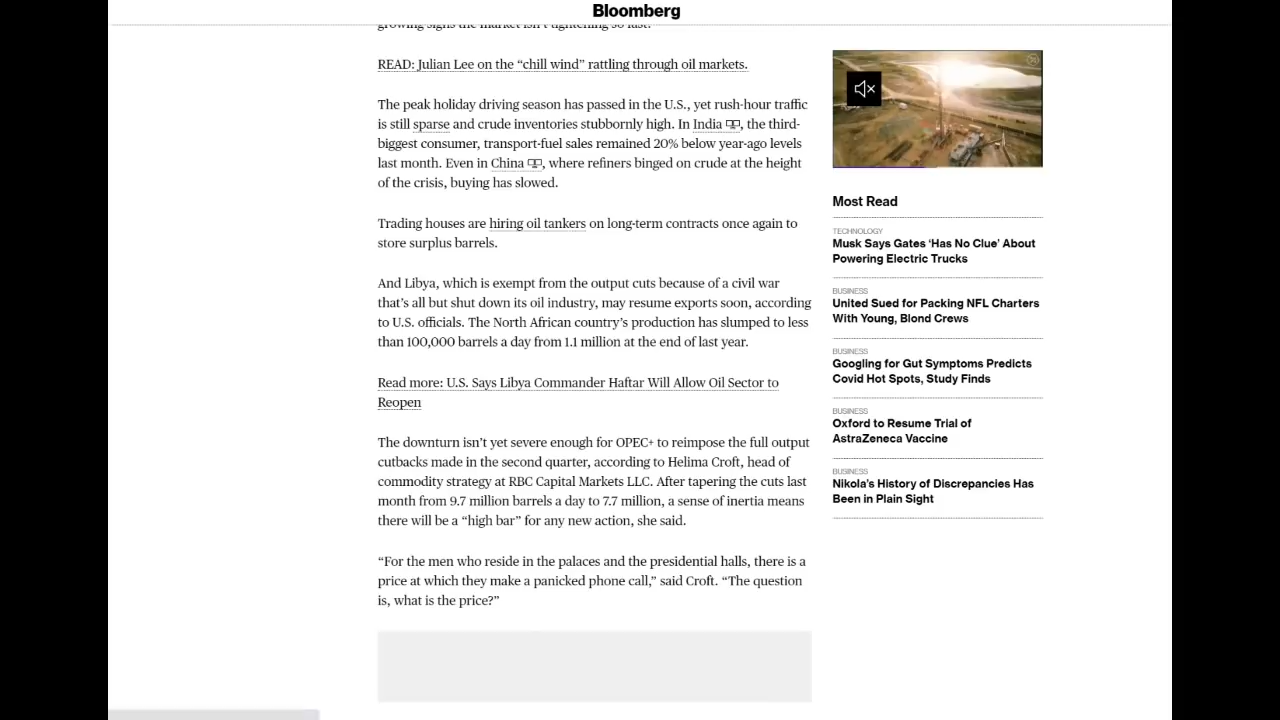 Bloomberg
growing signs the market isn't tightening so fast.
READ: Julian Lee on the “chill wind” rattling through oil markets.
The peak holiday driving season has passed in the U.S., yet rush-hour traffic
is still sparse and crude inventories stubbornly high. In India, the third-
biggest consumer, transport-fuel sales remained 20% below year-ago levels
last month. Even in China, where refiners binged on crude at the height
of the crisis, buying has slowed.
Trading houses are hiring oil tankers on long-term contracts once again to
store surplus barrels.
And Libya, which is exempt from the output cuts because of a civil war
that’s all but shut down its oil industry, may resume exports soon, according
to U.S. officials. The North African country’s production has slumped to less
than 100,000 barrels a day from 1.1 million at the end of last year.
Read more: U.S. Says Libya Commander Haftar Will Allow Oil Sector to
Reopen
The downturn isn’t yet severe enough for OPEC+ to reimpose the full output
cutbacks made in the second quarter, according to Helima Croft, head of
commodity strategy at RBC Capital Markets LLC. After tapering the cuts last
month from 9.7 million barrels a day to 7.7 million, a sense of inertia means
there will be a “high bar” for any new action, she said.
“For the men who reside in the palaces and the presidential halls, there is a
price at which they make a panicked phone call,” said Croft. “The question
is, what is the price?”
Most Read
TECHNOLOGY
Musk Says Gates ‘Has No Clue’ About
Powering Electric Trucks
BUSINESS
United Sued for Packing NFL Charters
With Young, Blond Crews
BUSINESS
Googling for Gut Symptoms Predicts
Covid Hot Spots, Study Finds
BUSINESS
Oxford to Resume Trial of
AstraZeneca Vaccine
BUSINESS
Nikola’s History of Discrepancies Has
Been in Plain Sight